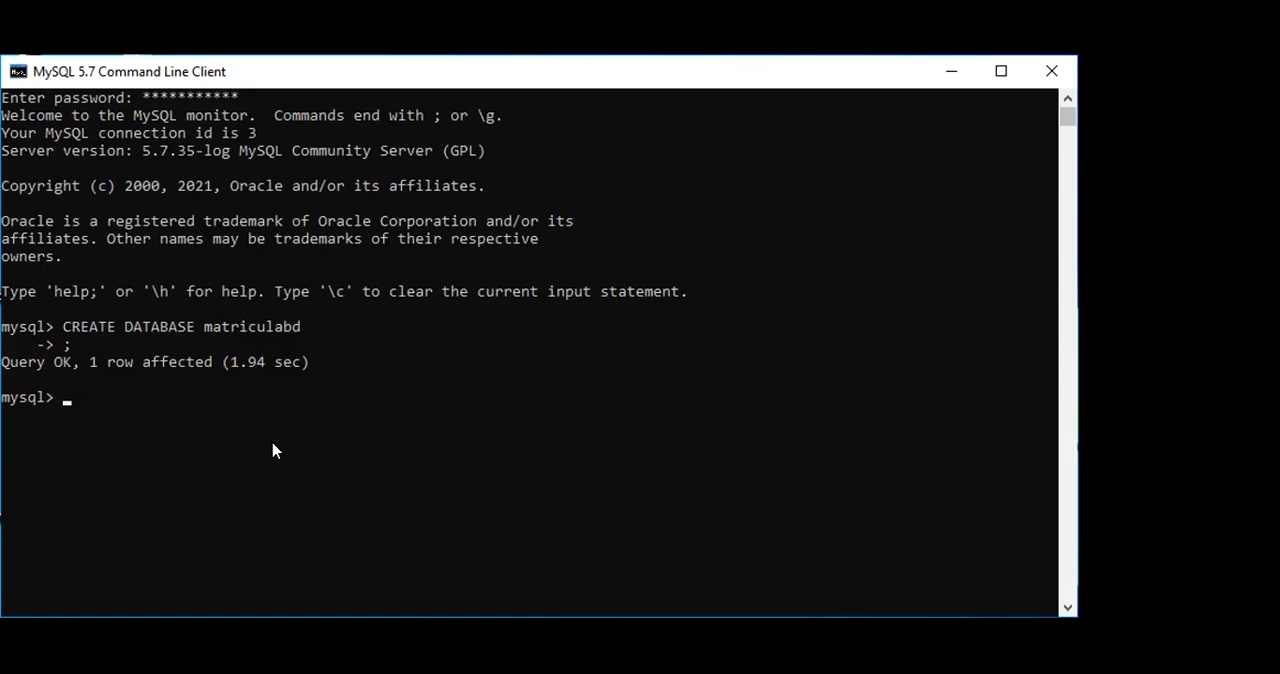 MySQL 5.7 Command Line Client
Enter password: ***********
Welcome to the MySQL monitor.  Commands end with ; or \g.
Your MySQL connection id is 3
Server version: 5.7.35-log MySQL Community Server (GPL)
Copyright (c) 2000, 2021, Oracle and/or its affiliates.
Oracle is a registered trademark of Oracle Corporation and/or its
affiliates. Other names may be trademarks of their respective
owners.
Type 'help;' or '\h' for help. Type '\c' to clear the current input statement.
mysql> CREATE DATABASE matriculabd
    -> ;
Query OK, 1 row affected (1.94 sec)
mysql> _